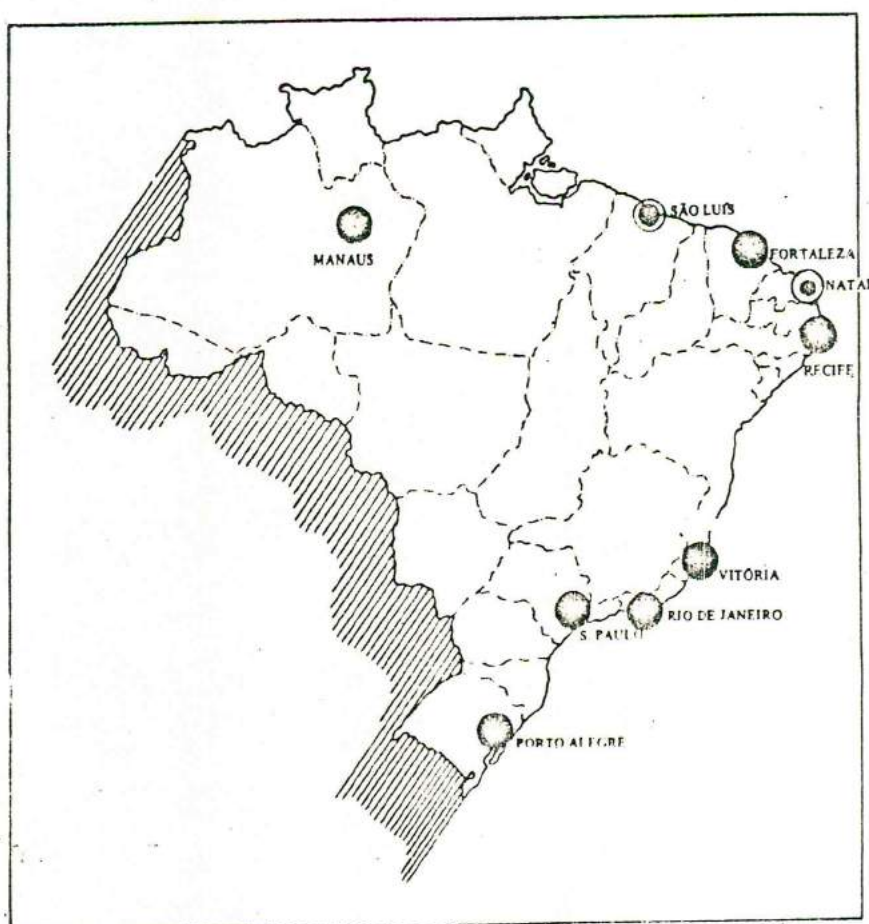 SÃO LUÍS
FORTALEZA
MANAUS
NATAL
RECIFE
VITÓRIA
RIO DE JANEIRO
S. PAULO
PORTO ALEGRE